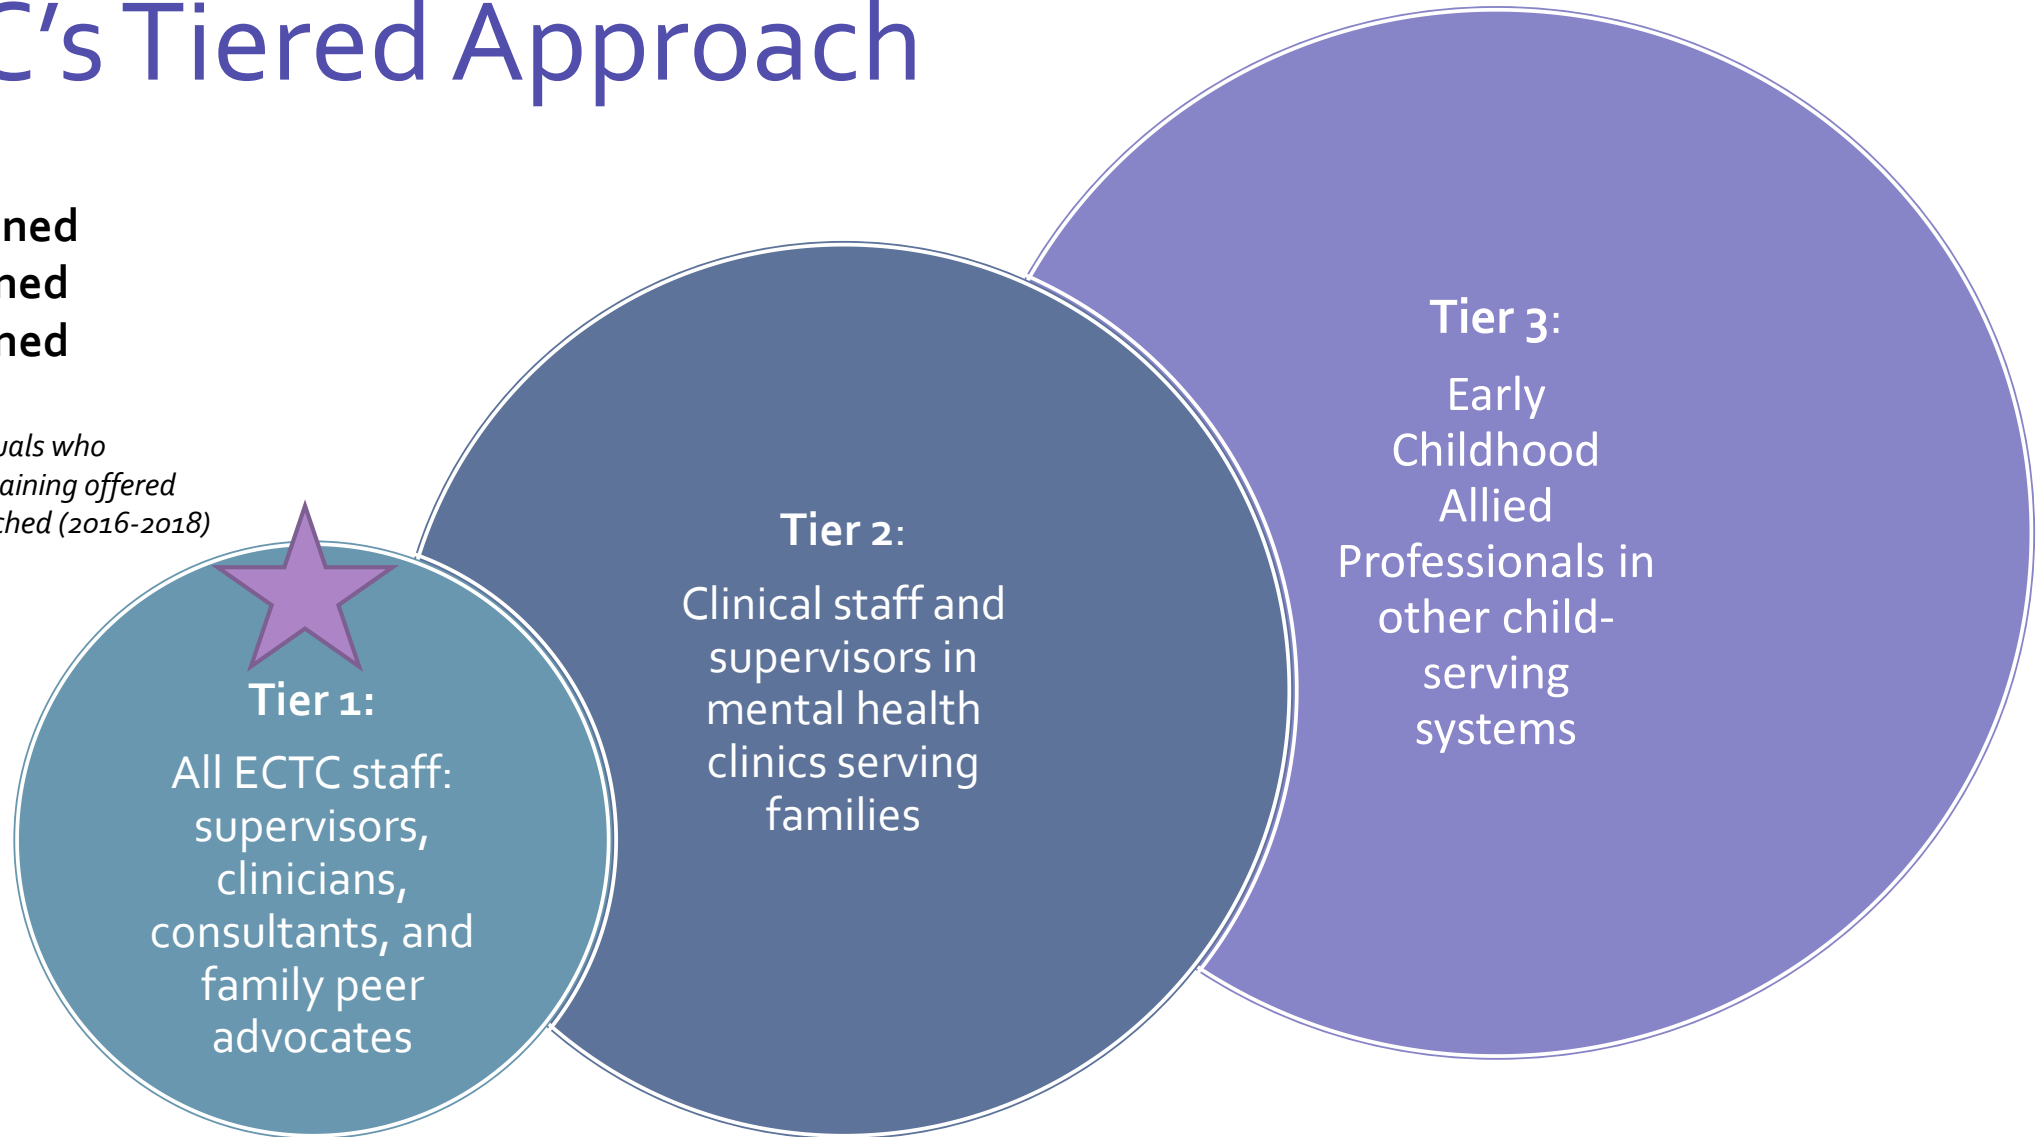 C’s Tiered Approach
ned
ned
ned
uals who
aining offered
ched (2016-2018)
Tier 1:
All ECTC staff:
supervisors,
clinicians,
consultants, and
family peer
advocates
Tier 2:
Clinical staff and
supervisors in
mental health
clinics serving
families
Tier 3:
Early
Childhood
Allied
Professionals in
other child-
serving
systems